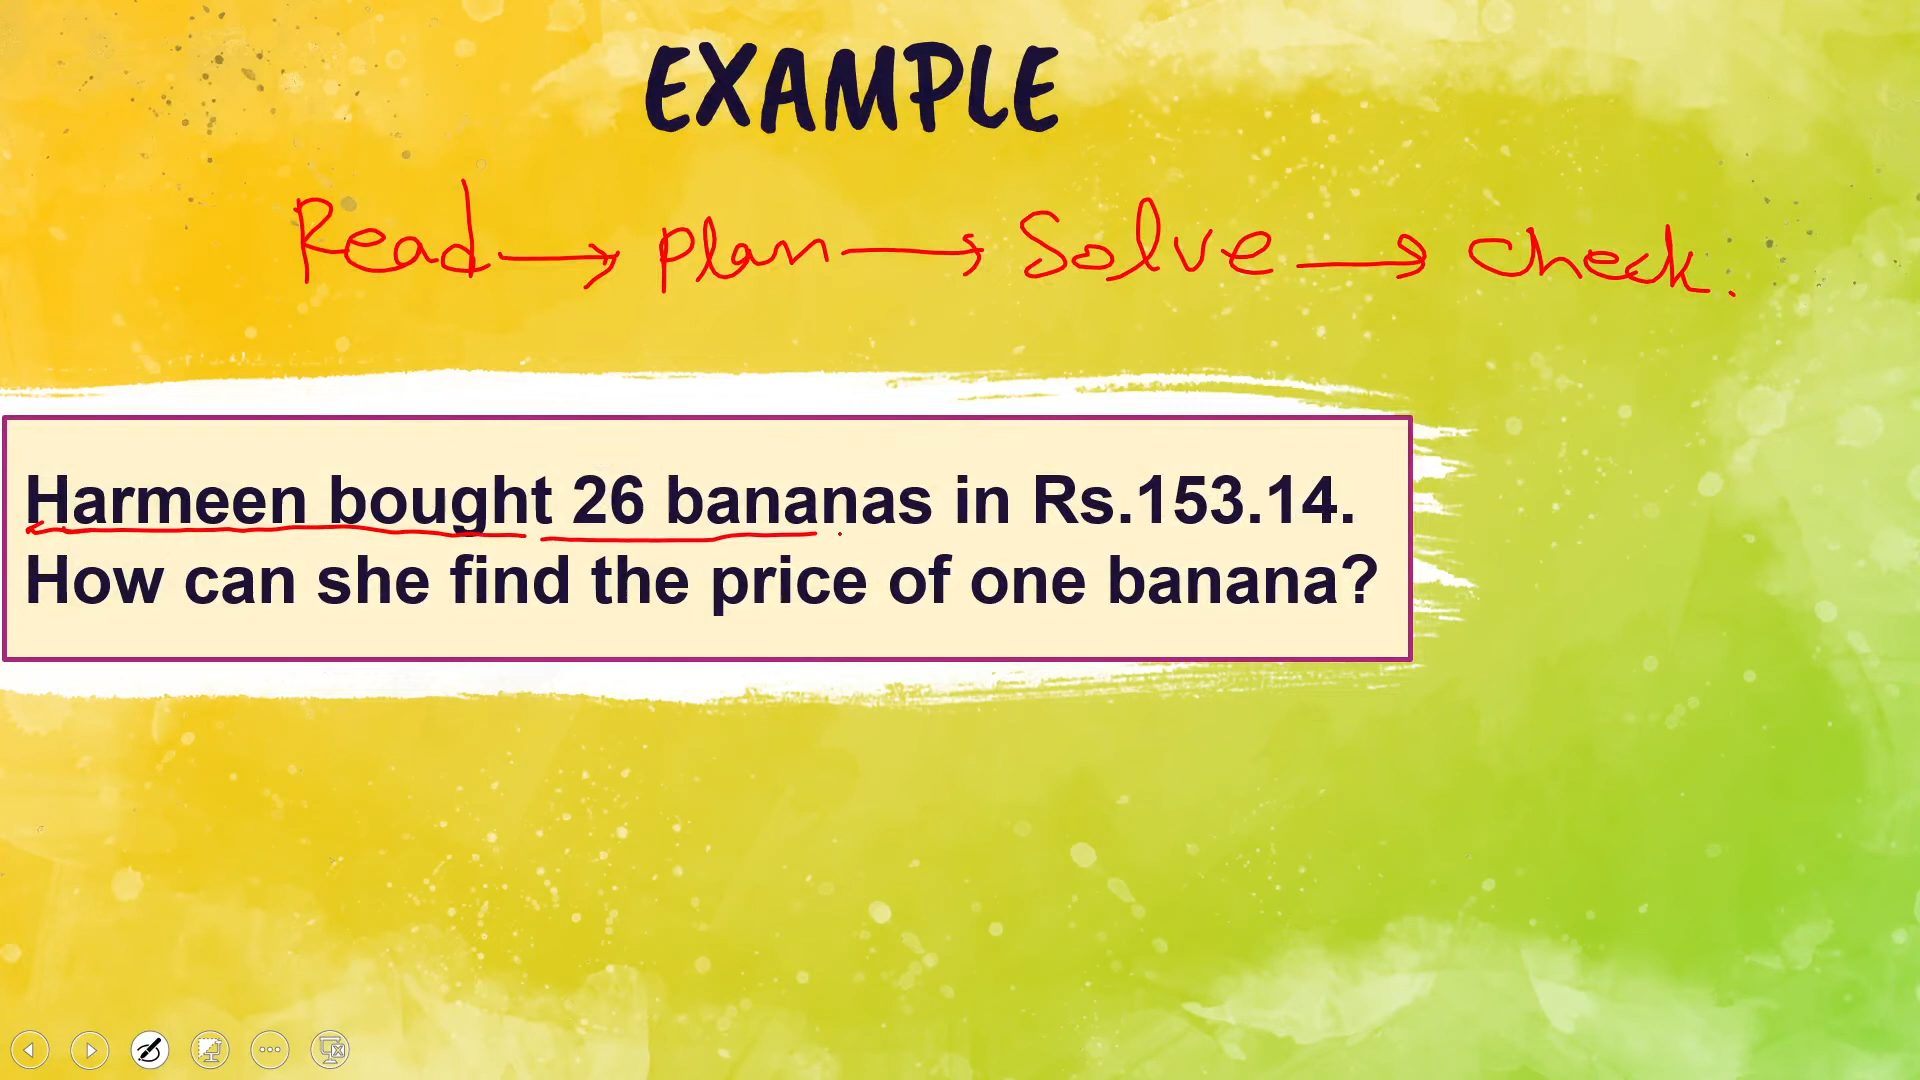 EXAMPLE
Read → plan → Solve → check.
Harmeen bought 26 bananas in Rs.153.14.
How can she find the price of one banana?